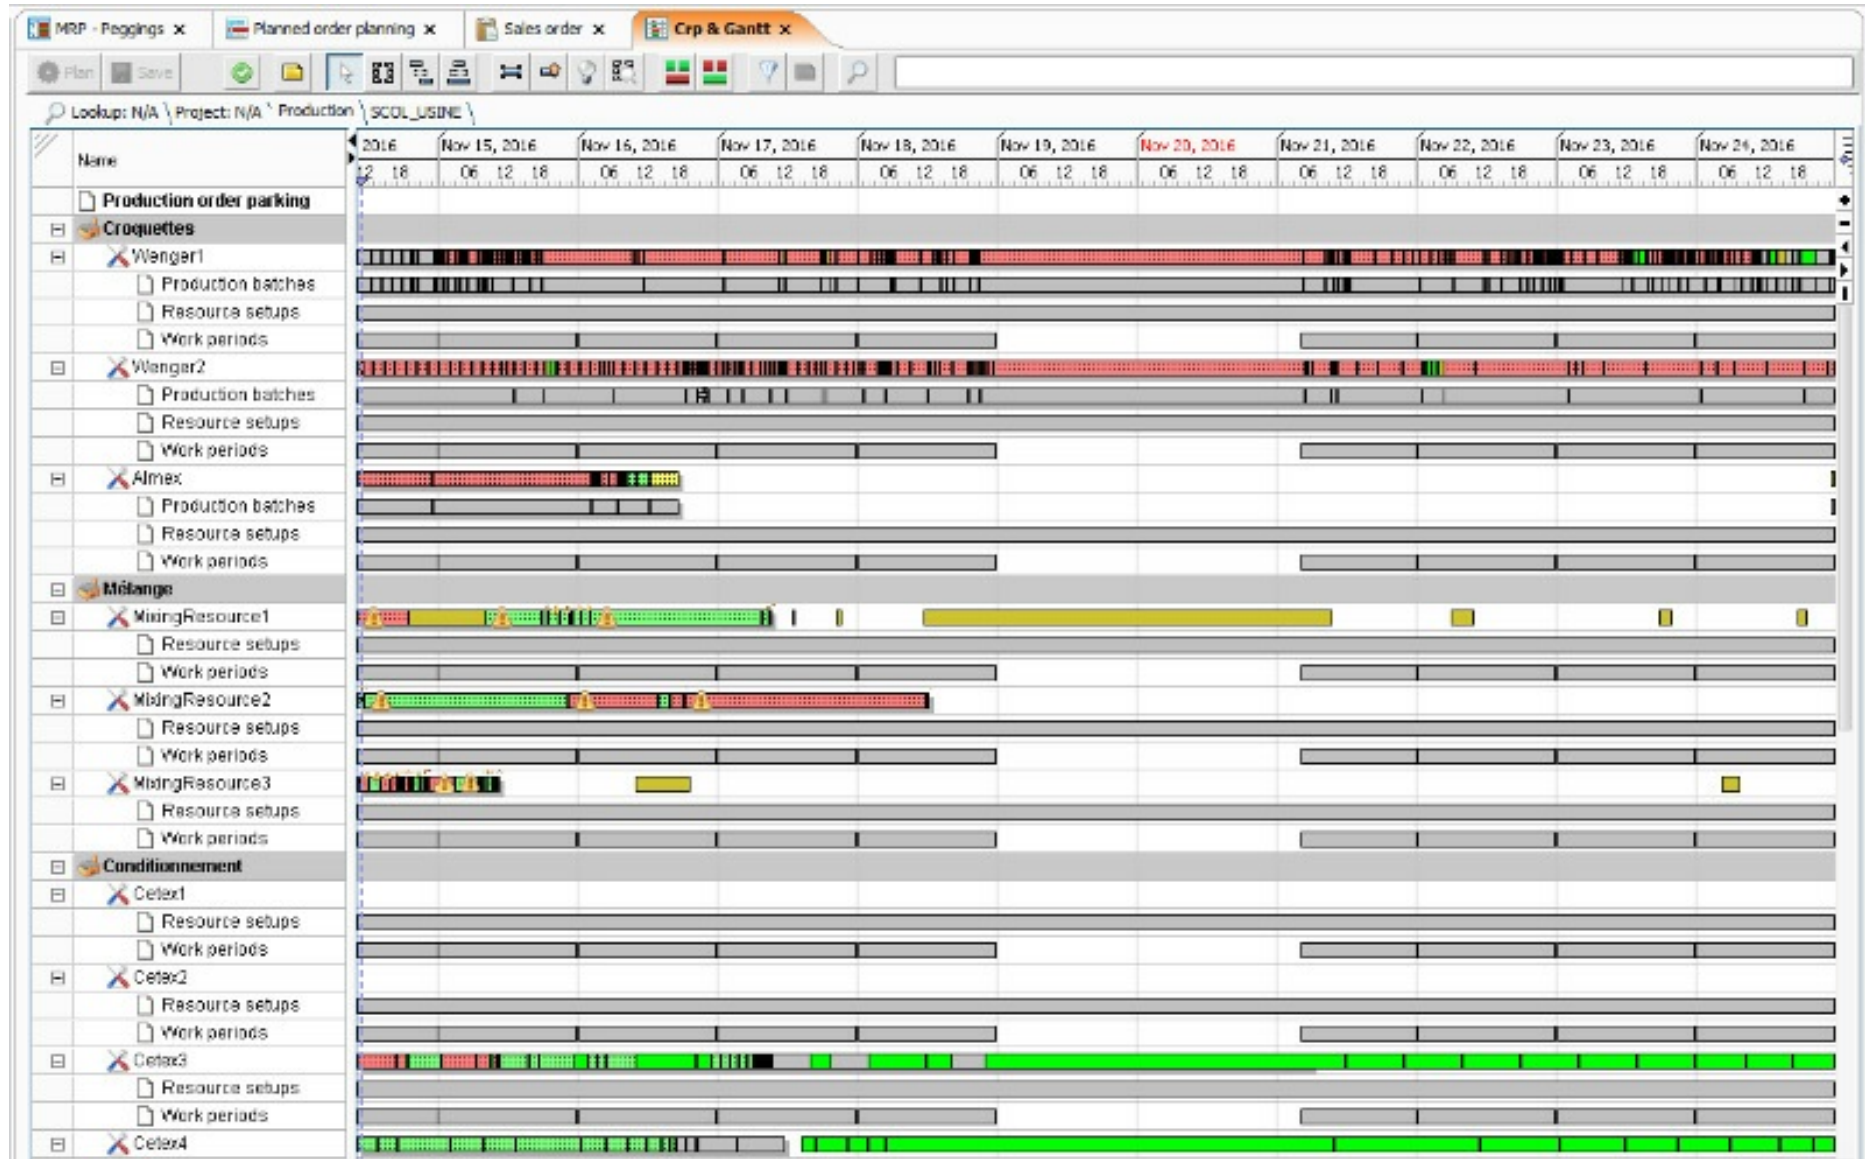 MRP - Peggings x Planned order planning x Sales order x Crp & Gantt x
Plan Save
Lookup: N/A \ Project: N/A \ Production \ SCOL_USINE \
Name
2016 Nov 15, 2016 Nov 16, 2016 Nov 17, 2016 Nov 18, 2016 Nov 19, 2016 Nov 20, 2016 Nov 21, 2016 Nov 22, 2016 Nov 23, 2016 Nov 24, 2016
12 18 06 12 18 06 12 18 06 12 18 06 12 18 06 12 18 06 12 18 06 12 18 06 12 18 06 12 18 06 12 18
Production order parking
Croquettes
Wenger1
Production batches
Resource setups
Work periods
Wenger2
Production batches
Resource setups
Work periods
Almex
Production batches
Resource setups
Work periods
Mélange
MixingResource1
Resource setups
Work periods
MixingResource2
Resource setups
Work periods
MixingResource3
Resource setups
Work periods
Conditionnement
Cetex1
Resource setups
Work periods
Cetex2
Resource setups
Work periods
Cetex3
Resource setups
Work periods
Cetex4